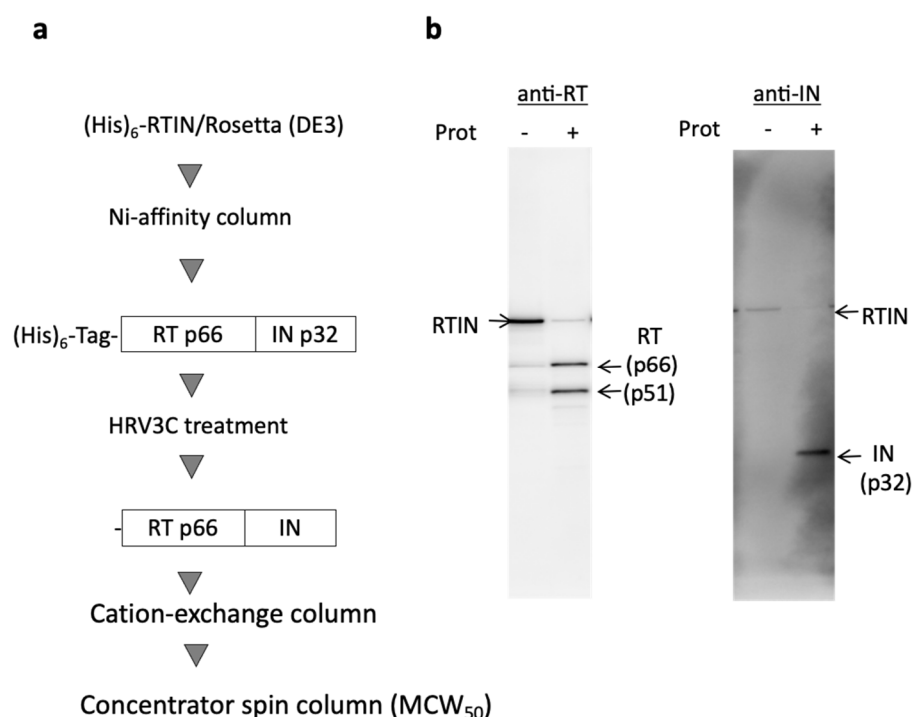 a
(His)₆-RTIN/Rosetta (DE3)
Ni-affinity column
(His)₆-Tag- RT p66 IN p32
HRV3C treatment
- RT p66 IN
Cation-exchange column
Concentrator spin column (MCW₅₀)
b
anti-RT
Prot - +
RTIN
RT
(p66)
(p51)
anti-IN
Prot - +
RTIN
IN
(p32)